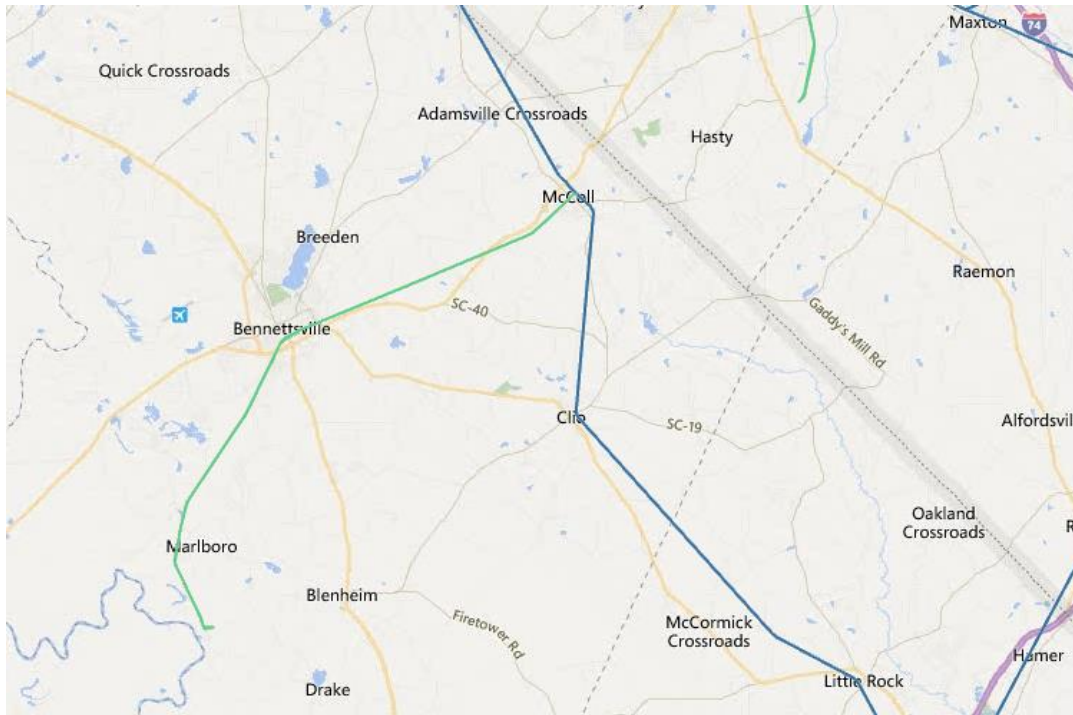 Maxton
74
Quick Crossroads
Adamsville Crossroads
Hasty
McColl
Breeden
Raemon
SC-40
Gaddy's Mill Rd
Bennettsville
Clio
SC-19
Alfordsvil
Oakland
Crossroads
R
Marlboro
Blenheim
Firetower Rd
McCormick
Crossroads
Hamer
Little Rock
Drake